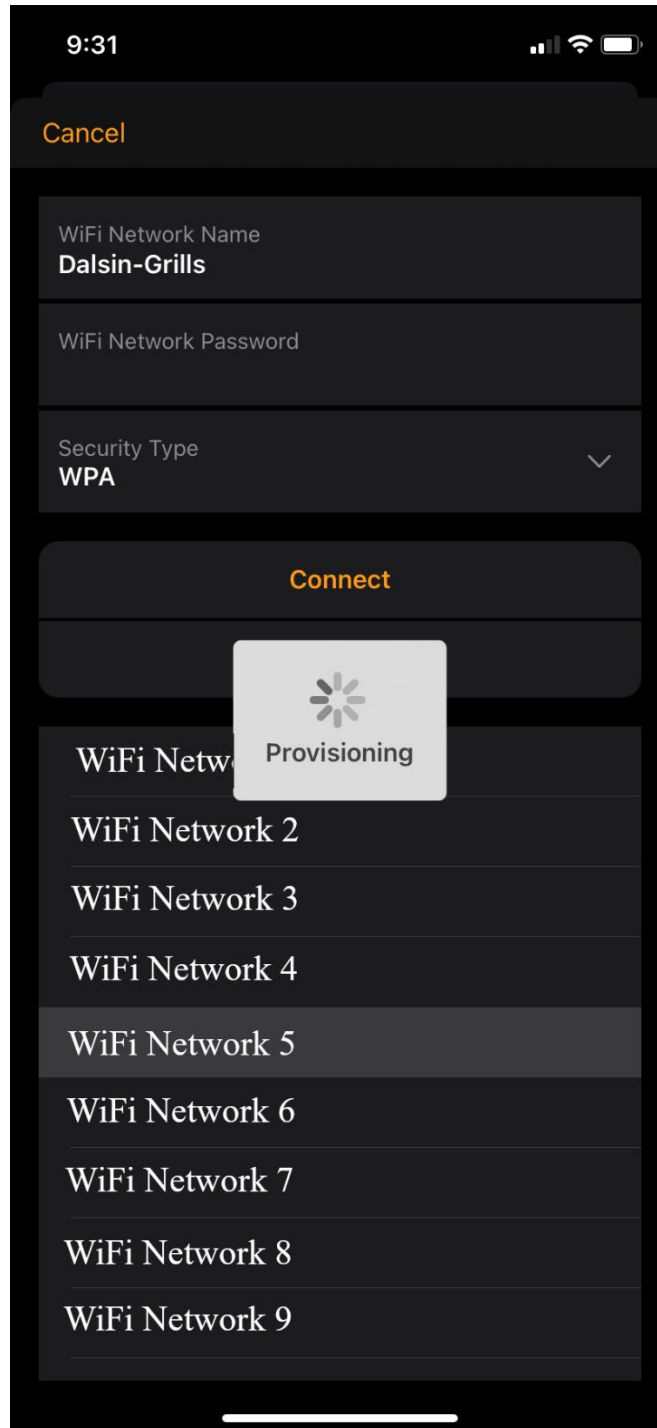 9:31
Cancel
WiFi Network Name
Dalsin-Grills
WiFi Network Password
Security Type
WPA
Connect
Provisioning
WiFi
WiFi Network 2
WiFi Network 3
WiFi Network 4
WiFi Network 5
WiFi Network 6
WiFi Network 7
WiFi Network 8
WiFi Network 9